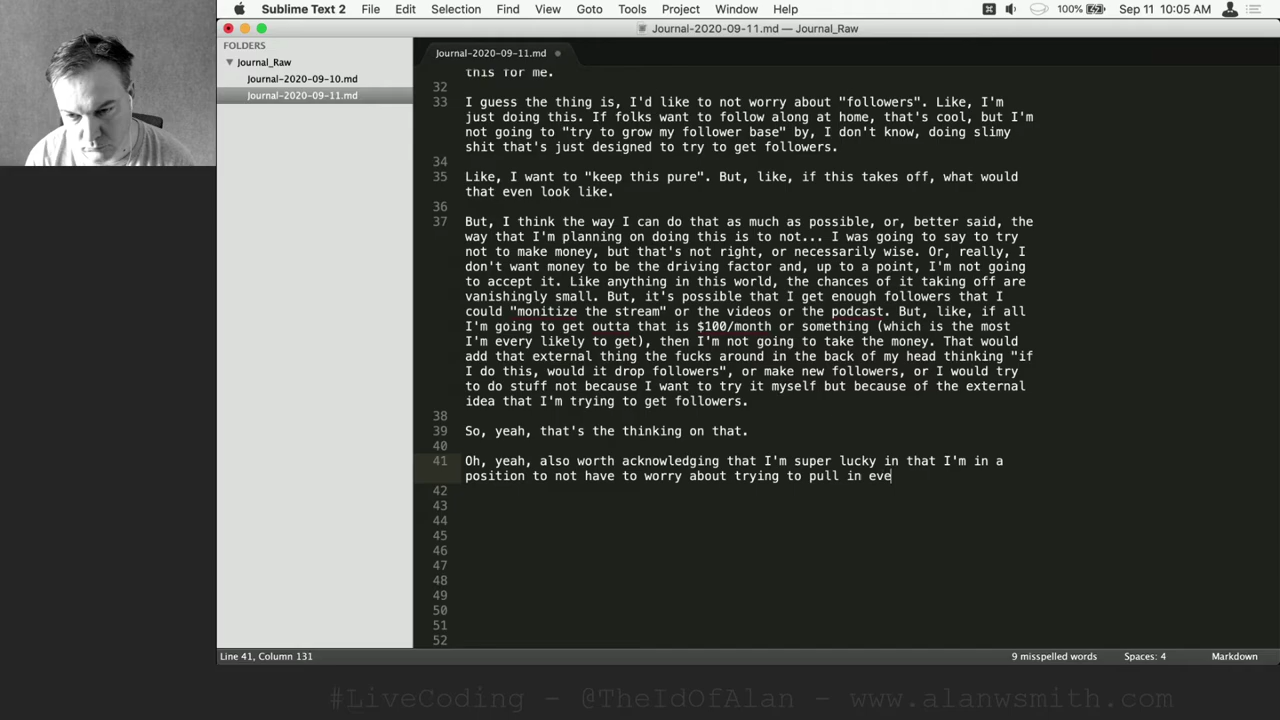 Sublime Text 2 File Edit Selection Find View Goto Tools Project Window Help 100% Sep 11 10:05 AM
Journal-2020-09-11.md — Journal_Raw
FOLDERS
Journal_Raw
Journal-2020-09-10.md
Journal-2020-09-11.md
Journal-2020-09-11.md
this for me.
32
33 I guess the thing is, I'd like to not worry about "followers". Like, I'm
just doing this. If folks want to follow along at home, that's cool, but I'm
not going to "try to grow my follower base" by, I don't know, doing slimy
shit that's just designed to try to get followers.
34
35 Like, I want to "keep this pure". But, like, if this takes off, what would
that even look like.
36
37 But, I think the way I can do that as much as possible, or, better said, the
way that I'm planning on doing this is to not... I was going to say to try
not to make money, but that's not right, or necessarily wise. Or, really, I
don't want money to be the driving factor and, up to a point, I'm not going
to accept it. Like anything in this world, the chances of it taking off are
vanishingly small. But, it's possible that I get enough followers that I
could "monitize the stream" or the videos or the podcast. But, like, if all
I'm going to get outta that is $100/month or something (which is the most
I'm every likely to get), then I'm not going to take the money. That would
add that external thing the fucks around in the back of my head thinking "if
I do this, would it drop followers", or make new followers, or I would try
to do stuff not because I want to try it myself but because of the external
idea that I'm trying to get followers.
38
39 So, yeah, that's the thinking on that.
40
41 Oh, yeah, also worth acknowledging that I'm super lucky in that I'm in a
position to not have to worry about trying to pull in eve
42
43
44
45
46
47
48
49
50
51
52
Line 41, Column 131 9 misspelled words Spaces: 4 Markdown
#LiveCoding - @TheIdOfAlan - www.alanwsmith.com